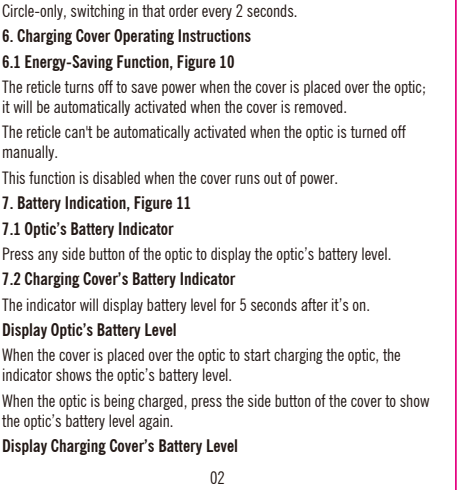 Circle-only, switching in that order every 2 seconds.
6. Charging Cover Operating Instructions
6.1 Energy-Saving Function, Figure 10
The reticle turns off to save power when the cover is placed over the optic;
it will be automatically activated when the cover is removed.
The reticle can't be automatically activated when the optic is turned off
manually.
This function is disabled when the cover runs out of power.
7. Battery Indication, Figure 11
7.1 Optic’s Battery Indicator
Press any side button of the optic to display the optic’s battery level.
7.2 Charging Cover’s Battery Indicator
The indicator will display battery level for 5 seconds after it’s on.
Display Optic’s Battery Level
When the cover is placed over the optic to start charging the optic, the
indicator shows the optic’s battery level.
When the optic is being charged, press the side button of the cover to show
the optic’s battery level again.
Display Charging Cover’s Battery Level
02